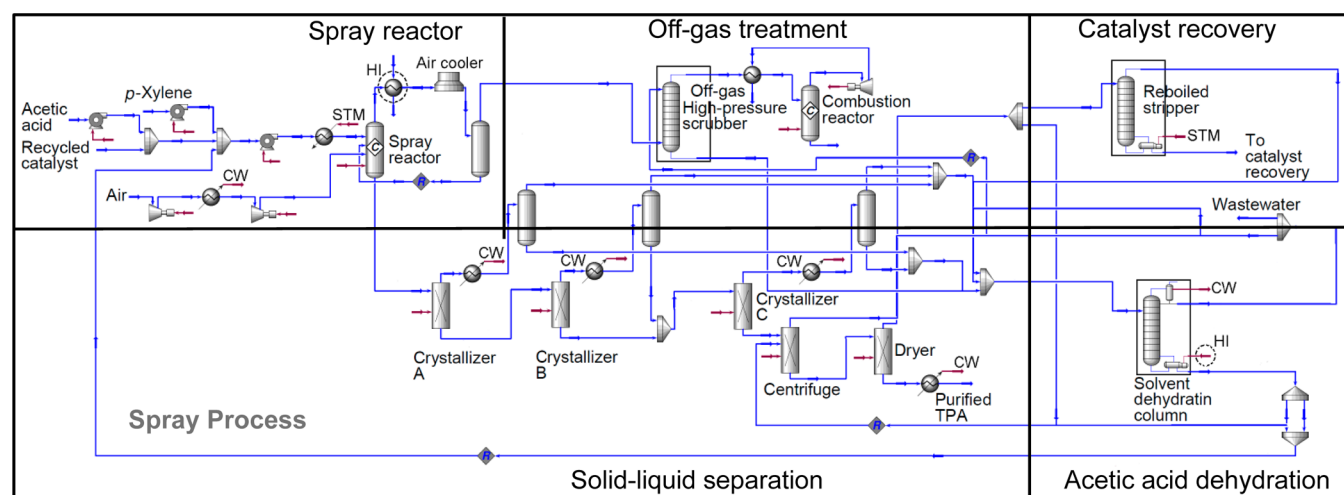 Spray reactor
Off-gas treatment
Catalyst recovery
HI
Air cooler
p-Xylene
Acetic
acid
Recycled
catalyst
STM
Spray
reactor
C
R
Air
CW
Off-gas
High-pressure
scrubber
Combustion
reactor
C
R
Reboiled
stripper
STM
To
catalyst
recovery
Wastewater
CW
CW
CW
Crystallizer
A
Crystallizer
B
Crystallizer
C
Centrifuge
Dryer
CW
Purified
TPA
R
CW
HI
Solvent
dehydratin
column
R
Spray Process
Solid-liquid separation
Acetic acid dehydration